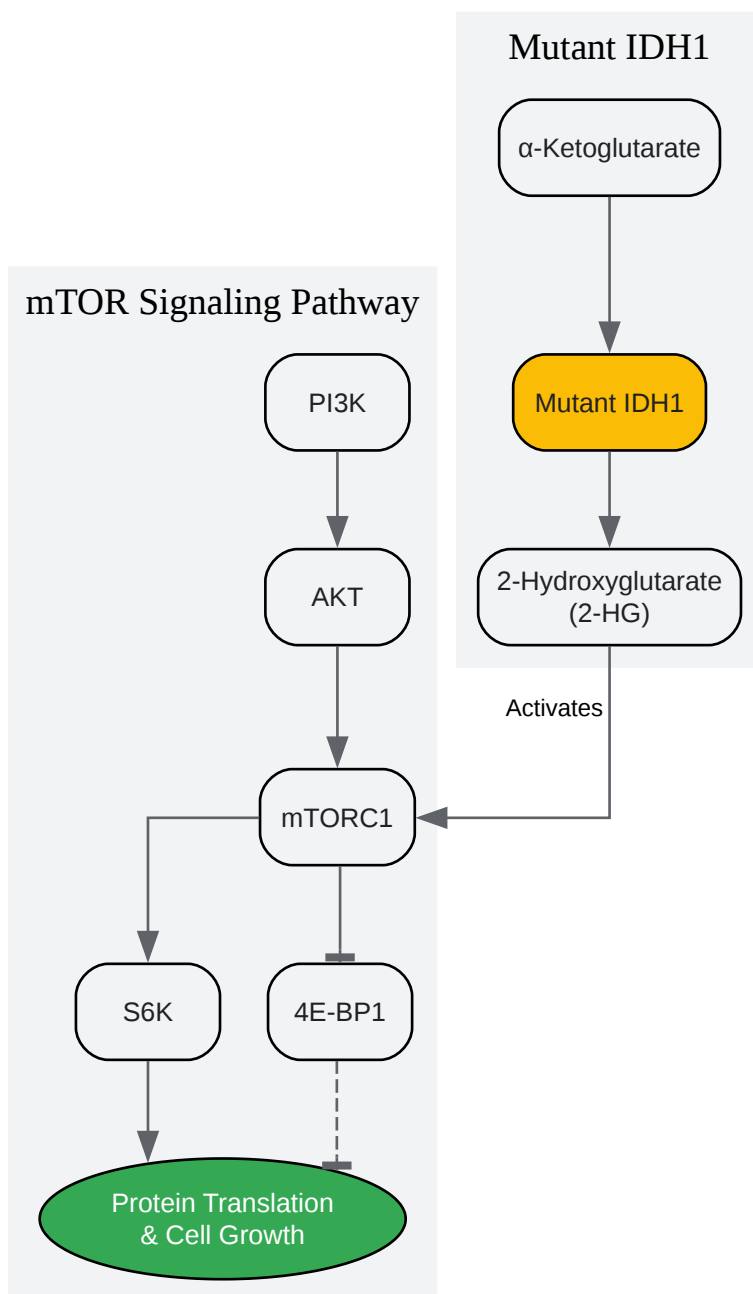 Mutant IDH1
α-Ketoglutarate
mTOR Signaling Pathway
PI3K
Mutant IDH1
AKT
2-Hydroxyglutarate
(2-HG)
Activates
mTORC1
S6K
4E-BP1
Protein Translation
& Cell Growth